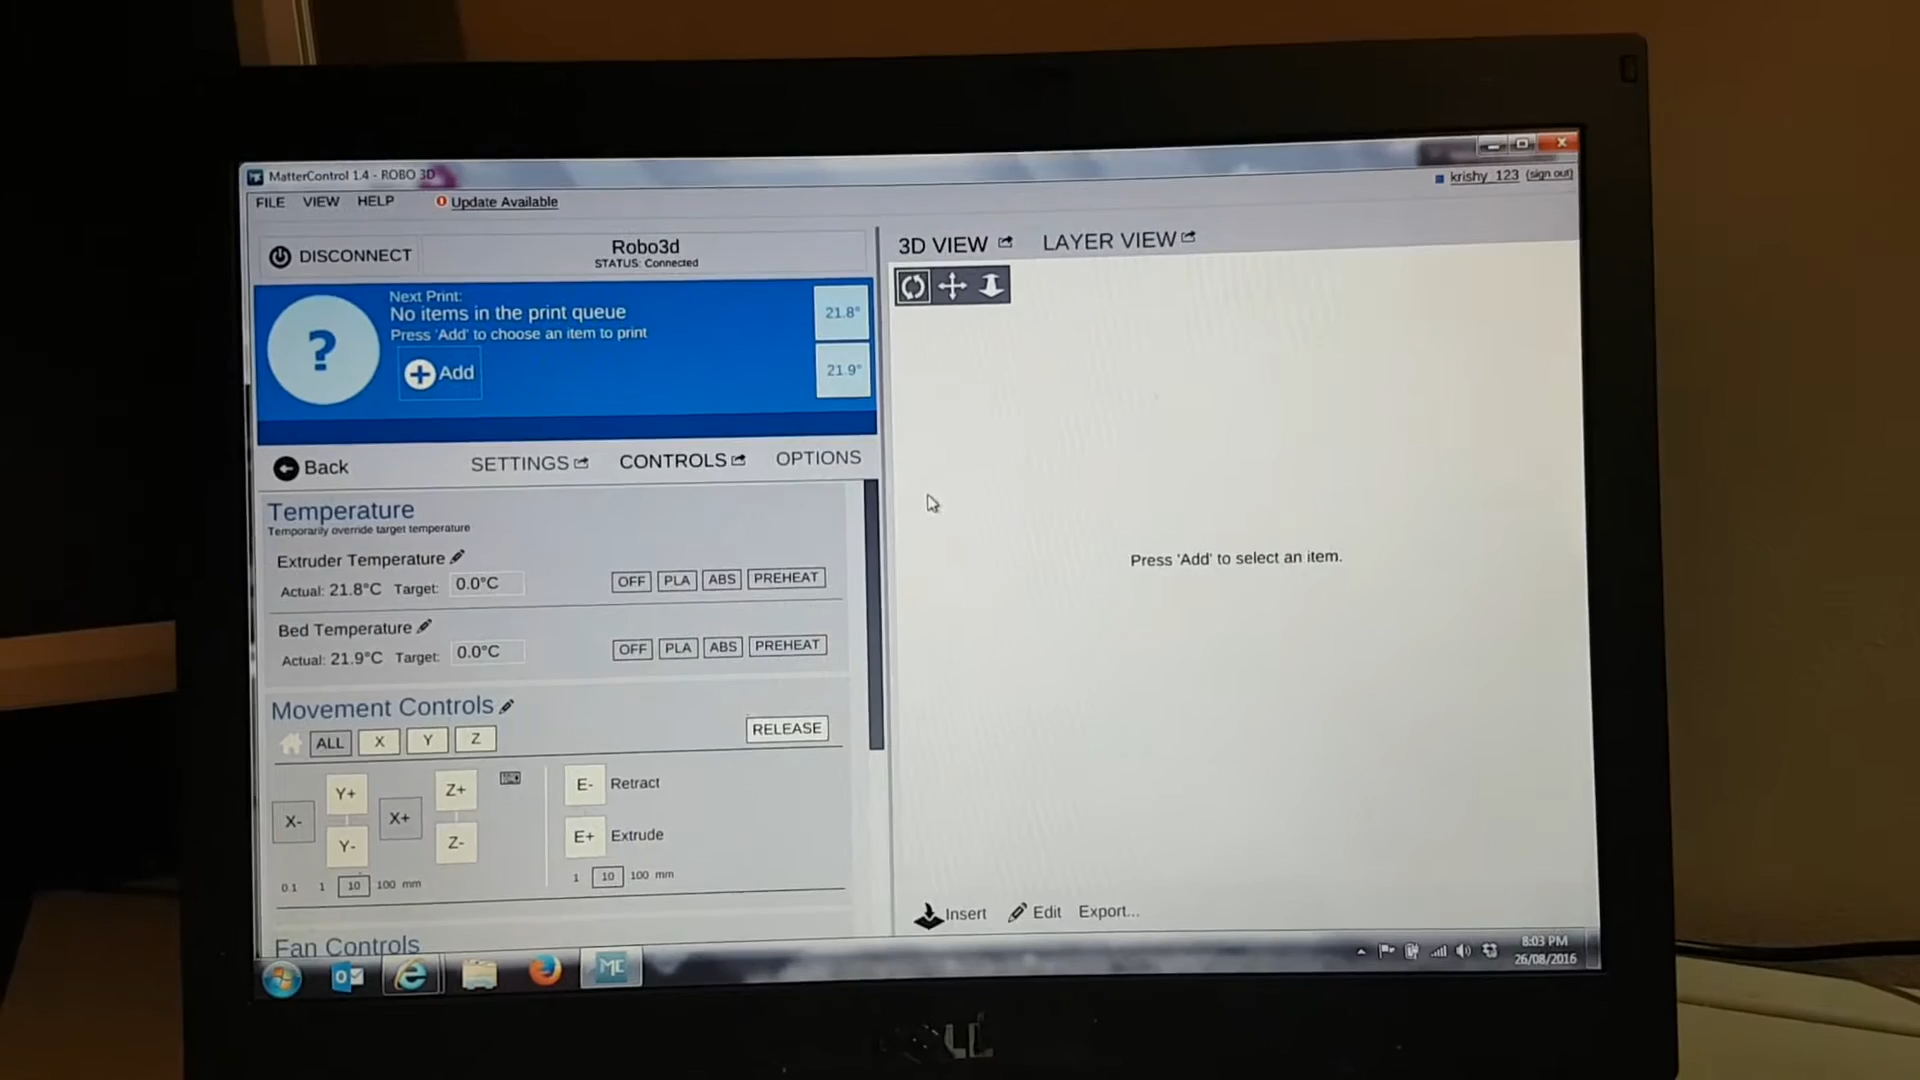 MatterControl 1.4 - ROBO 3D
krishy_123 (sign out)
FILE VIEW HELP Update Available
DISCONNECT
Robo3d
STATUS: Connected
3D VIEW LAYER VIEW
Next Print:
No items in the print queue
Press 'Add' to choose an item to print
Add
?
21.8°
21.9°
Back SETTINGS CONTROLS OPTIONS
Temperature
Temporarily override target temperature
Extruder Temperature
Actual: 21.8°C Target: 0.0°C OFF PLA ABS PREHEAT
Bed Temperature
Actual: 21.9°C Target: 0.0°C OFF PLA ABS PREHEAT
Movement Controls
ALL X Y Z RELEASE
X- Y+ Y- X+ Z+ Z-
E- Retract
E+ Extrude
0.1 1 10 100 mm
1 10 100 mm
Fan Controls
Press 'Add' to select an item.
Insert Edit Export...
MC
8:03 PM
26/08/2016